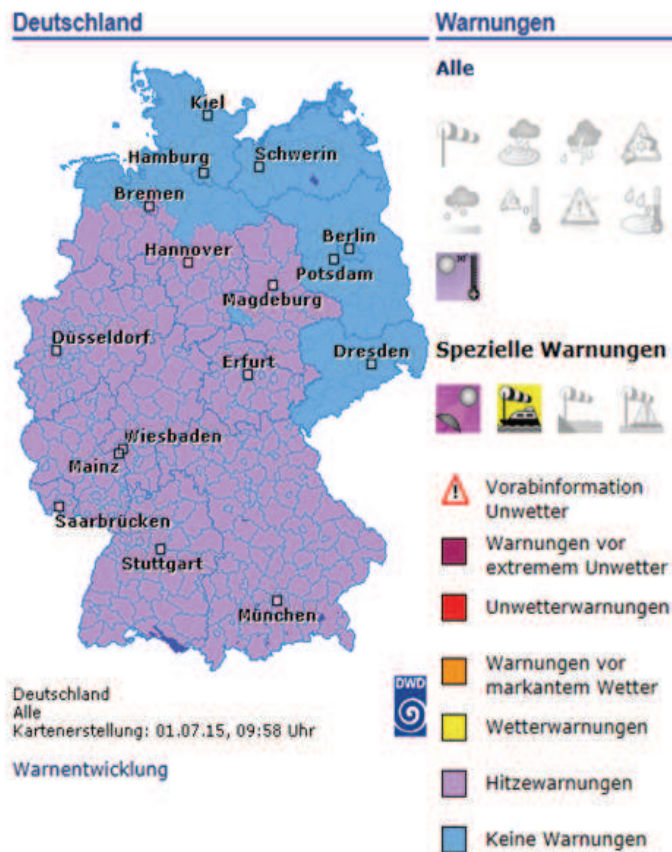 Deutschland
Kiel
Hamburg
Schwerin
Bremen
Berlin
Hannover
Potsdam
Magdeburg
Düsseldorf
Erfurt
Dresden
Wiesbaden
Mainz
Saarbrücken
Stuttgart
München
Deutschland
Alle
Kartenerstellung: 01.07.15, 09:58 Uhr
DWD
Warnentwicklung
Warnungen
Alle
30°
Spezielle Warnungen
Vorabinformation
Unwetter
Warnungen vor
extremem Unwetter
Unwetterwarnungen
Warnungen vor
markantem Wetter
Wetterwarnungen
Hitzewarnungen
Keine Warnungen